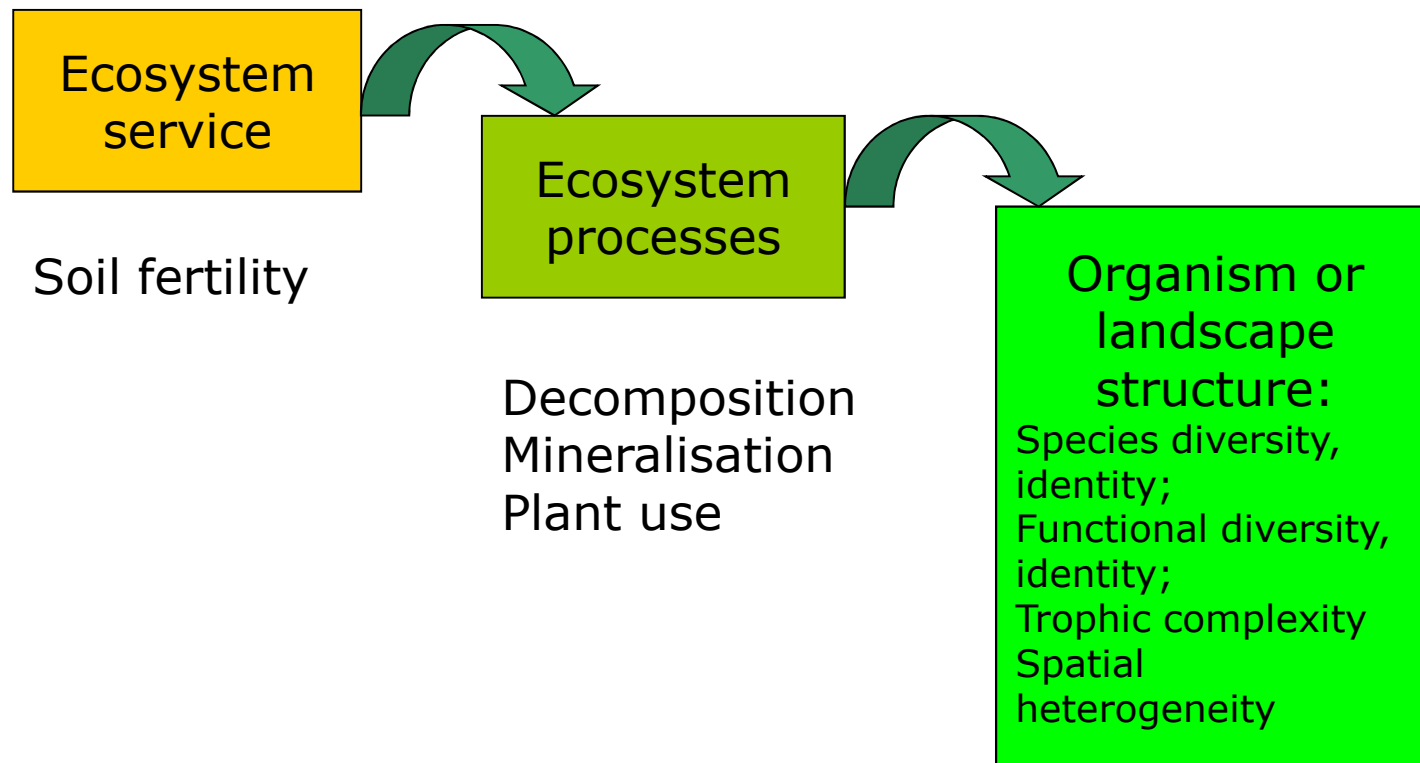 Ecosystem
service
Soil fertility
Ecosystem
processes
Decomposition
Mineralisation
Plant use
Organism or
landscape
structure:
Species diversity,
identity;
Functional diversity,
identity;
Trophic complexity
Spatial
heterogeneity